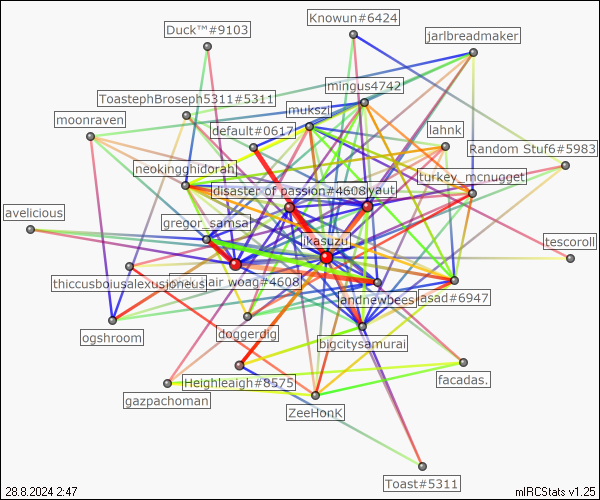 Knowun#6424
Duck™#9103
jarlbreadmaker
mingus4742
ToastephBroseph5311#5311
mukszi
moonraven
default#0617
lahnk
Random Stuf6#5983
neokingghidorah
turkey_mcnugget
disaster of passion#4608
yaut
avelicious
gregor_samsa
ikasuzu
tescoroll
thiccusboiusalexusioneus
air woag#4608
andnewbees
asad#6947
ogshroom
doggerdig
bigcitysamurai
Heighleaigh#8575
facadas.
gazpachoman
ZeeHonK
Toast#5311
28.8.2024 2:47
mIRCStats v1.25